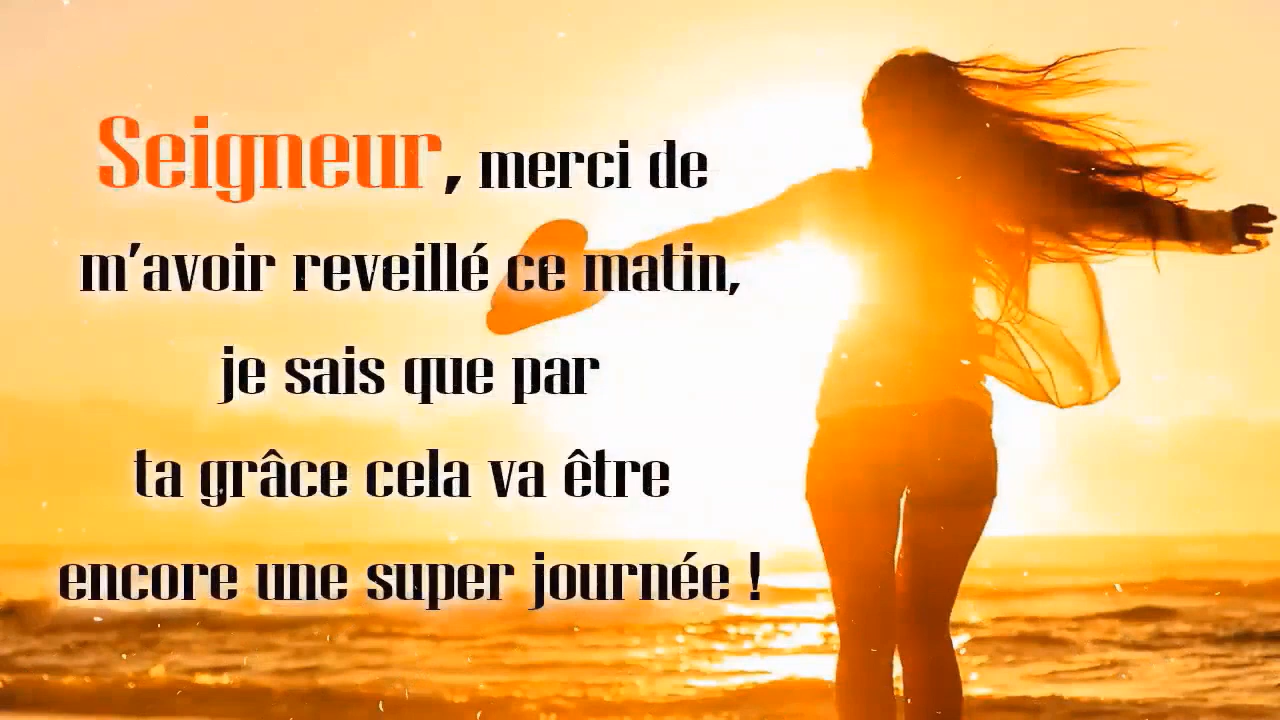 Seigneur, merci de
m'avoir reveillé ce matin,
je sais que par
ta grâce cela va être
encore une super journée !